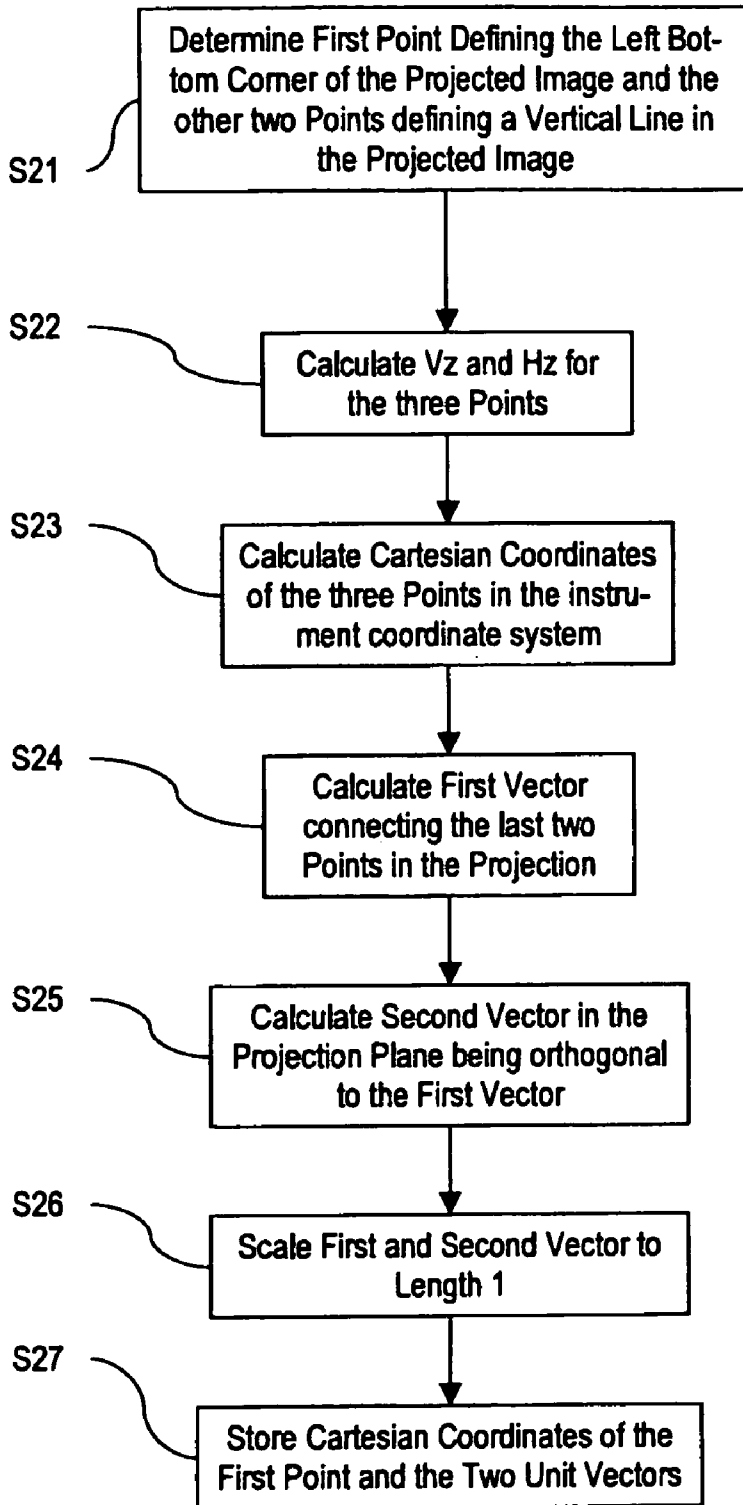 Determine First Point Defining the Left Bot-
tom Corner of the Projected Image and the
other two Points defining a Vertical Line in
the Projected Image
S21
S22
Calculate Vz and Hz for
the three Points
S23
Calculate Cartesian Coordinates
of the three Points in the instru-
ment coordinate system
S24
Calculate First Vector
connecting the last two
Points in the Projection
S25
Calculate Second Vector in the
Projection Plane being orthogonal
to the First Vector
S26
Scale First and Second Vector to
Length 1
S27
Store Cartesian Coordinates of the
First Point and the Two Unit Vectors